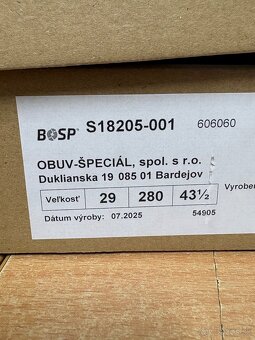 BOSP S18205-001 606060
OBUV-ŠPECIÁL, spol. s r.o.
Duklianska 19 085 01 Bardejov
Veľkosť 29 280 43½ Vyroben
Dátum výroby: 07.2025 54905